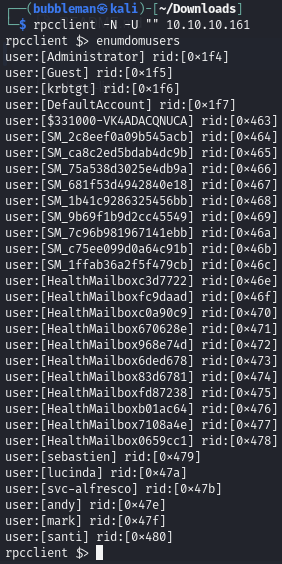 ┌──(bubbleman㉿kali)-[~/Downloads]
└─$ rpcclient -N -U "" 10.10.10.161
rpcclient $> enumdomusers
user:[Administrator] rid:[0×1f4]
user:[Guest] rid:[0×1f5]
user:[krbtgt] rid:[0×1f6]
user:[DefaultAccount] rid:[0×1f7]
user:[$331000-VK4ADACQNUCA] rid:[0×463]
user:[SM_2c8eef0a09b545acb] rid:[0×464]
user:[SM_ca8c2ed5bdab4dc9b] rid:[0×465]
user:[SM_75a538d3025e4db9a] rid:[0×466]
user:[SM_681f53d4942840e18] rid:[0×467]
user:[SM_1b41c9286325456bb] rid:[0×468]
user:[SM_9b69f1b9d2cc45549] rid:[0×469]
user:[SM_7c96b981967141ebb] rid:[0×46a]
user:[SM_c75ee099d0a64c91b] rid:[0×46b]
user:[SM_1ffab36a2f5f479cb] rid:[0×46c]
user:[HealthMailboxc3d7722] rid:[0×46e]
user:[HealthMailboxfc9daad] rid:[0×46f]
user:[HealthMailboxc0a90c9] rid:[0×470]
user:[HealthMailbox670628e] rid:[0×471]
user:[HealthMailbox968e74d] rid:[0×472]
user:[HealthMailbox6ded678] rid:[0×473]
user:[HealthMailbox83d6781] rid:[0×474]
user:[HealthMailboxfd87238] rid:[0×475]
user:[HealthMailboxb01ac64] rid:[0×476]
user:[HealthMailbox7108a4e] rid:[0×477]
user:[HealthMailbox0659cc1] rid:[0×478]
user:[sebastien] rid:[0×479]
user:[lucinda] rid:[0×47a]
user:[svc-alfresco] rid:[0×47b]
user:[andy] rid:[0×47e]
user:[mark] rid:[0×47f]
user:[santi] rid:[0×480]
rpcclient $>